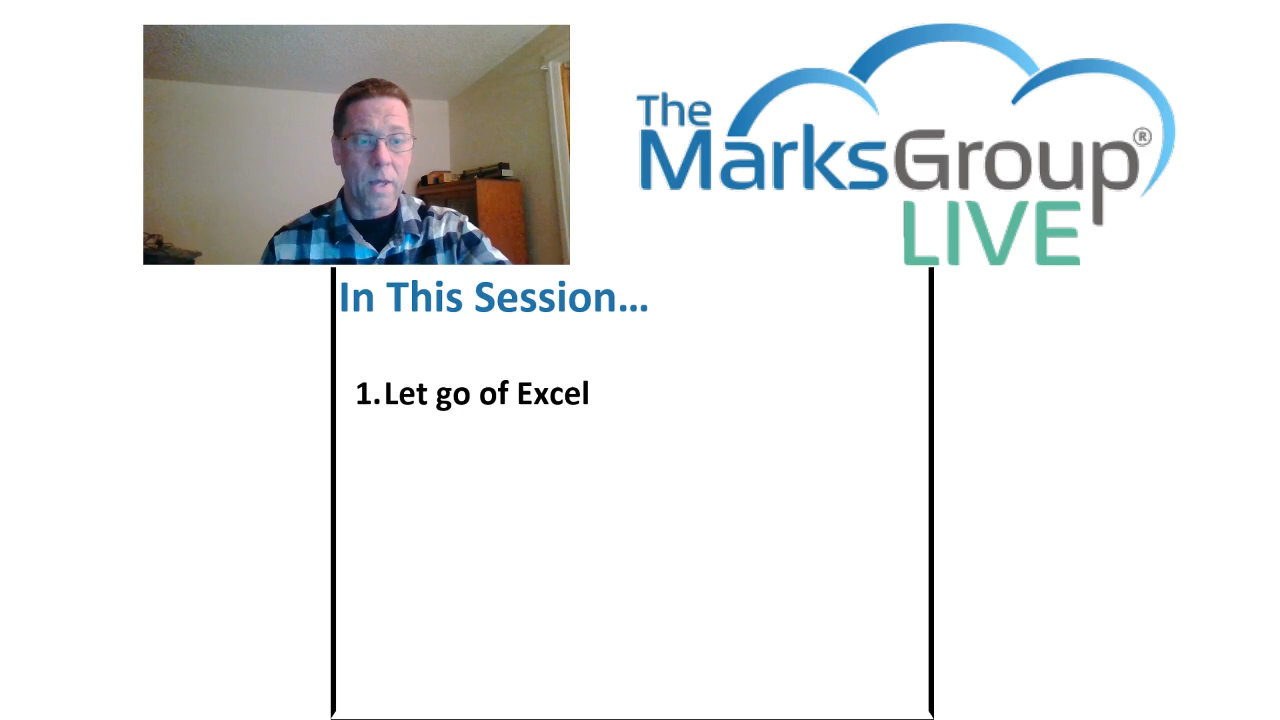 The
MarksGroup®
LIVE
In This Session...
1. Let go of Excel